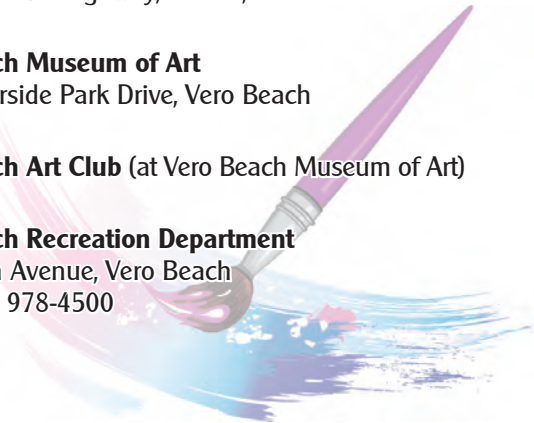 ch Museum of Art
erside Park Drive, Vero Beach
ch Art Club (at Vero Beach Museum of Art)
ch Recreation Department
Avenue, Vero Beach
978-4500